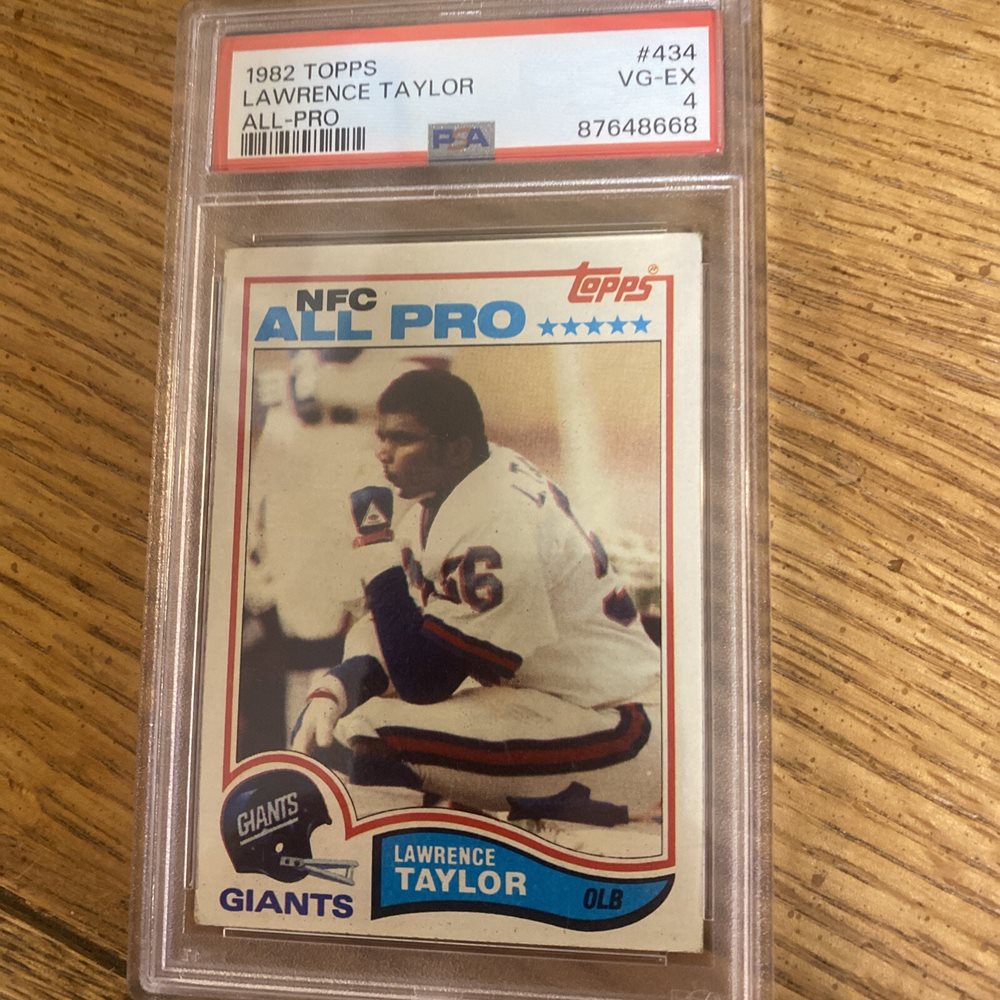 1982 TOPPS #434
LAWRENCE TAYLOR VG-EX
ALL-PRO 4
PSA 87648668
topps
NFC
ALL PRO
56
GIANTS
GIANTS
LAWRENCE
TAYLOR
OLB